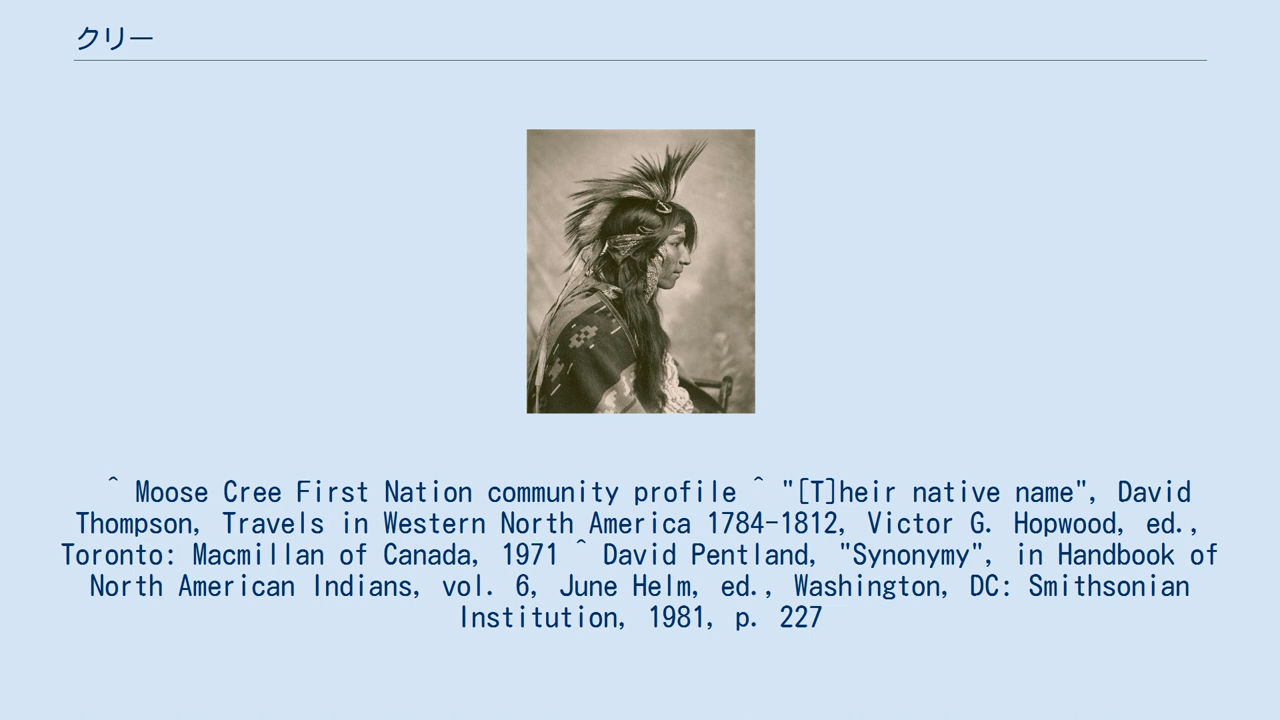 クリー
^ Moose Cree First Nation community profile ^ "[T]heir native name", David
Thompson, Travels in Western North America 1784-1812, Victor G. Hopwood, ed.,
Toronto: Macmillan of Canada, 1971 ^ David Pentland, "Synonymy", in Handbook of
North American Indians, vol. 6, June Helm, ed., Washington, DC: Smithsonian
Institution, 1981, p. 227